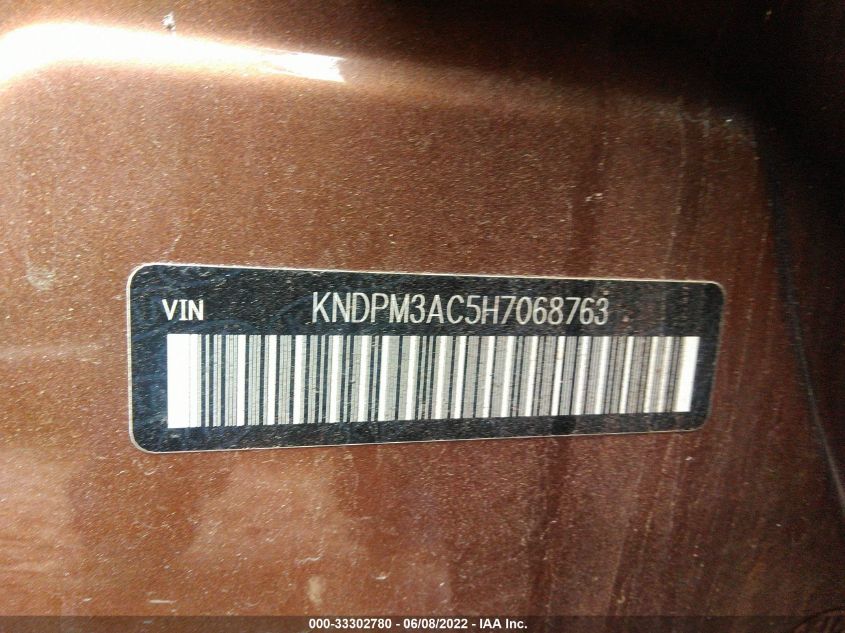 VIN KNDPM3AC5H7068763
000-33302780 - 06/08/2022 - IAA Inc.